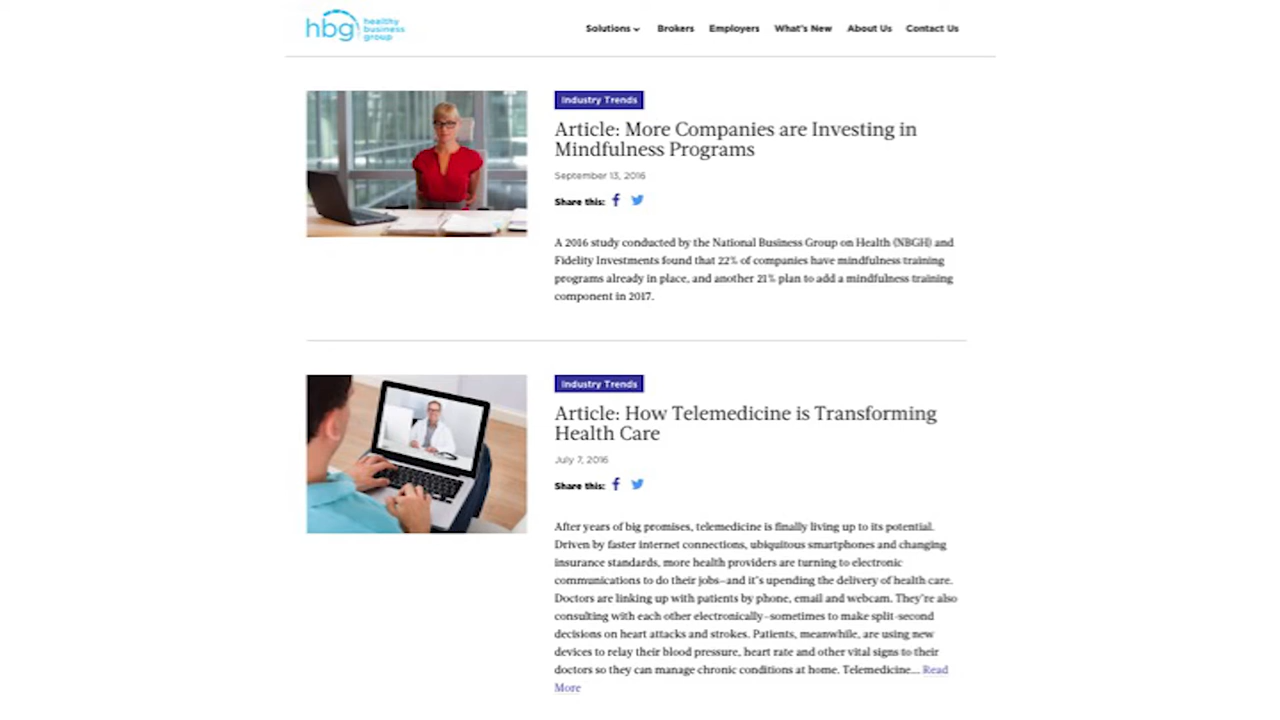 hbg healthy business group
Solutions Brokers Employers What's New About Us Contact Us
Industry Trends
Article: More Companies are Investing in
Mindfulness Programs
September 13, 2016
Share this:
A 2016 study conducted by the National Business Group on Health (NBGH) and
Fidelity Investments found that 22% of companies have mindfulness training
programs already in place, and another 21% plan to add a mindfulness training
component in 2017.
Industry Trends
Article: How Telemedicine is Transforming
Health Care
July 7, 2016
Share this:
After years of big promises, telemedicine is finally living up to its potential.
Driven by faster internet connections, ubiquitous smartphones and changing
insurance standards, more health providers are turning to electronic
communications to do their jobs—and it's upending the delivery of health care.
Doctors are linking up with patients by phone, email and webcam. They're also
consulting with each other electronically—sometimes to make split-second
decisions on heart attacks and strokes. Patients, meanwhile, are using new
devices to relay their blood pressure, heart rate and other vital signs to their
doctors so they can manage chronic conditions at home. Telemedicine... Read
More